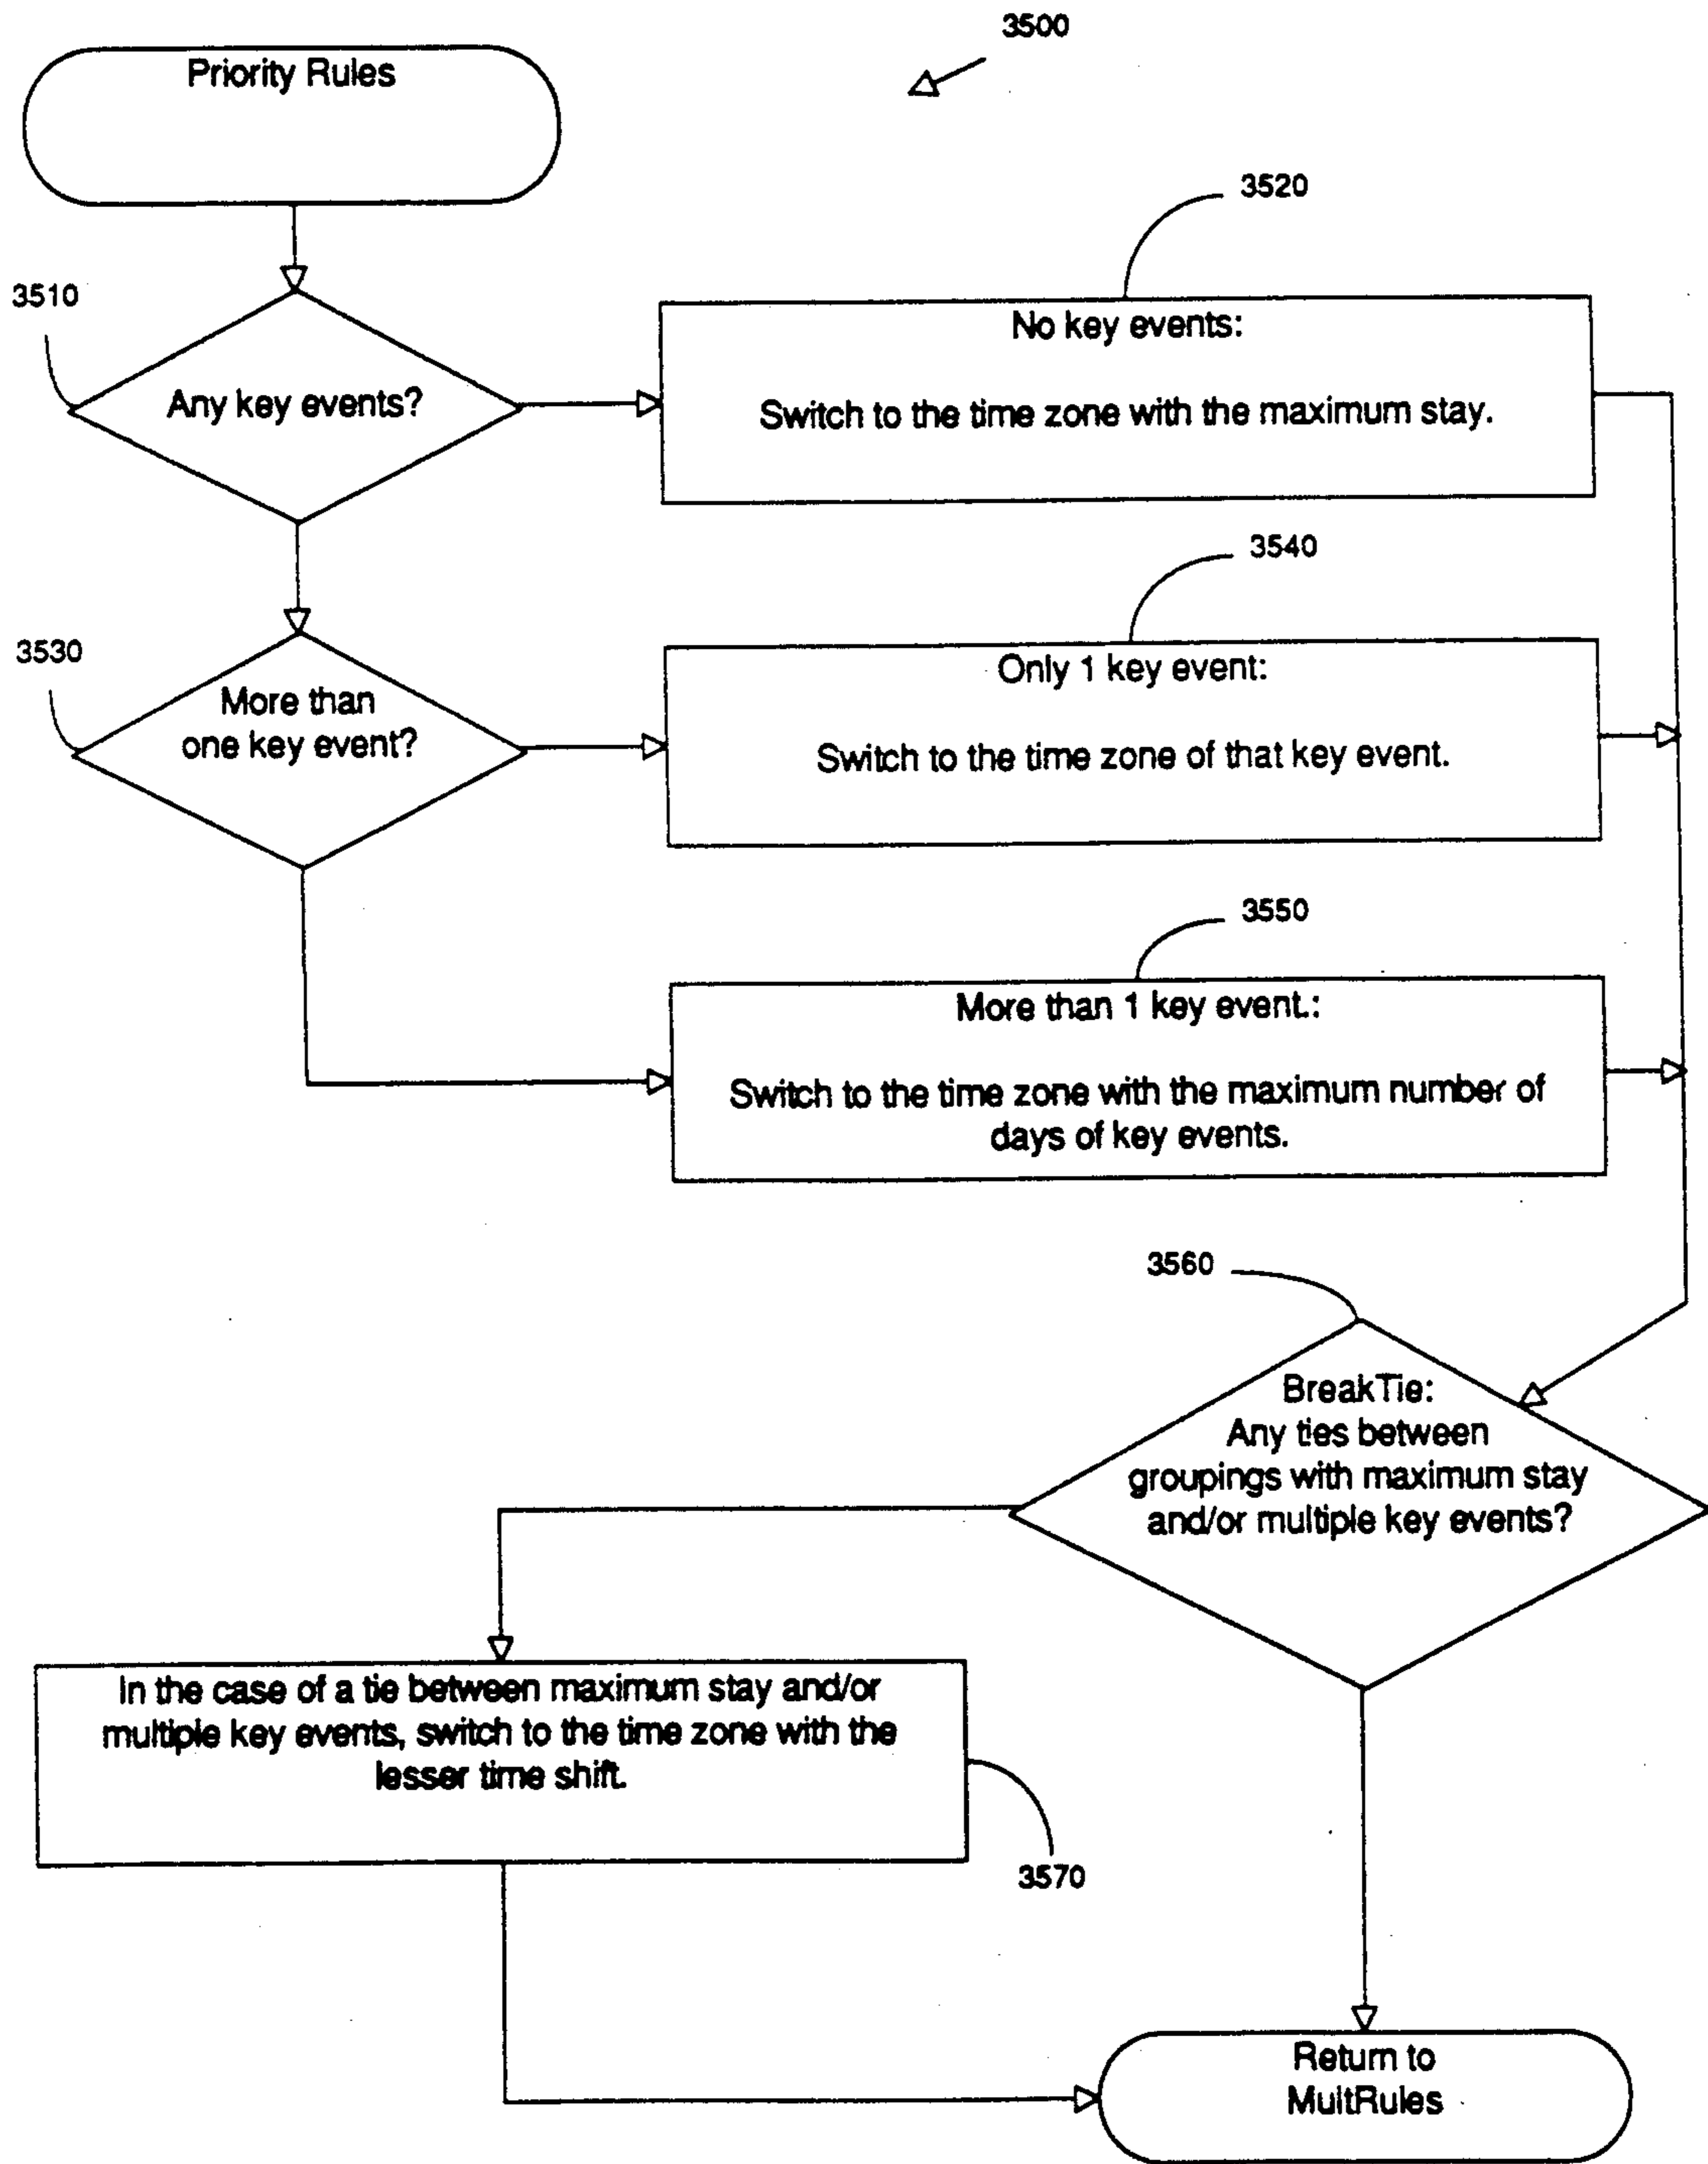 3500
Priority Rules
3520
3510
No key events:
Any key events?
Switch to the time zone with the maximum stay.
3540
3530
Only 1 key event:
More than
one key event?
Switch to the time zone of that key event.
3550
More than 1 key event.:
Switch to the time zone with the maximum number of
days of key events.
3560
BreakTie:
Any ties between
groupings with maximum stay
and/or multiple key events?
In the case of a tie between maximum stay and/or
multiple key events, switch to the time zone with the
lesser time shift.
3570
Return to
MultRules